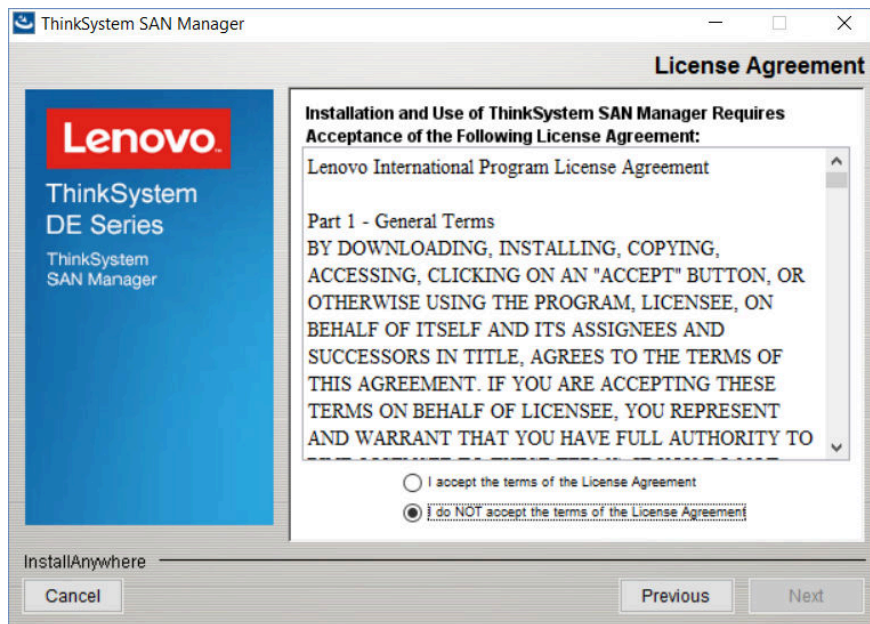 ThinkSystem SAN Manager
License Agreement
Lenovo.
ThinkSystem
DE Series
ThinkSystem
SAN Manager
Installation and Use of ThinkSystem SAN Manager Requires
Acceptance of the Following License Agreement:
Lenovo International Program License Agreement
Part 1 - General Terms
BY DOWNLOADING, INSTALLING, COPYING,
ACCESSING, CLICKING ON AN "ACCEPT" BUTTON, OR
OTHERWISE USING THE PROGRAM, LICENSEE, ON
BEHALF OF ITSELF AND ITS ASSIGNEES AND
SUCCESSORS IN TITLE, AGREES TO THE TERMS OF
THIS AGREEMENT. IF YOU ARE ACCEPTING THESE
TERMS ON BEHALF OF LICENSEE, YOU REPRESENT
AND WARRANT THAT YOU HAVE FULL AUTHORITY TO
I accept the terms of the License Agreement
I do NOT accept the terms of the License Agreement
InstallAnywhere
Cancel
Previous
Next